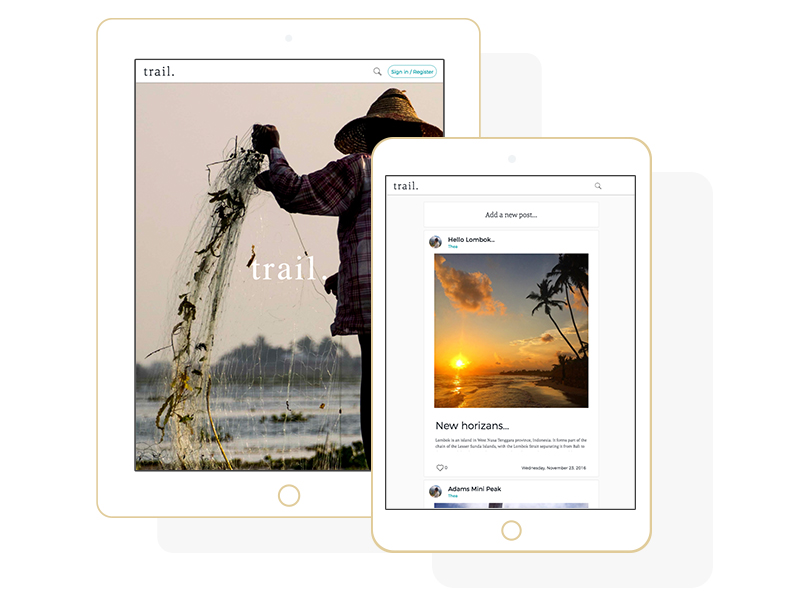 trail.
Sign in / Register
trail.
trail.
Add a new post...
Hello Lombok...
Thea
New horizans...
Lombok is an island in West Nusa Tenggara province, Indonesia. It forms part of the
chain of the Lesser Sunda Islands, with the Lombok Strait separating it from Bali to
0
Wednesday, November 23, 2016
Adams Mini Peak
Thea